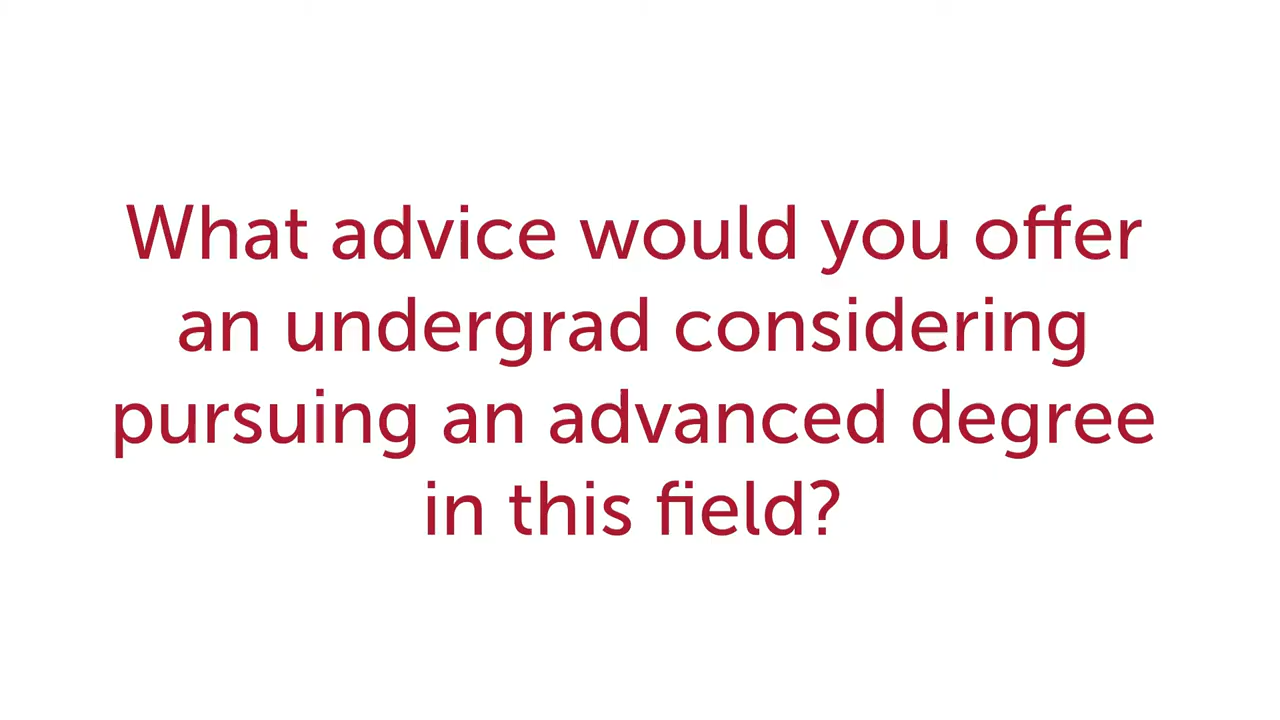 What advice would you offer
an undergrad considering
pursuing an advanced degree
in this field?